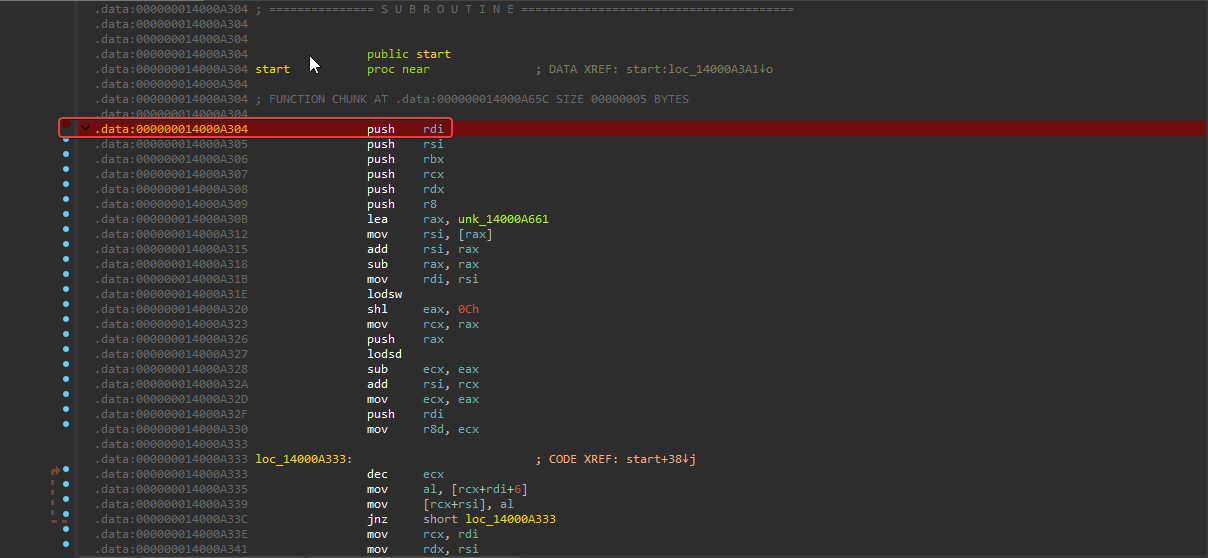 .data:000000014000A304 ; =============== S U B R O U T I N E =======================================
.data:000000014000A304
.data:000000014000A304
.data:000000014000A304 public start
.data:000000014000A304 start proc near ; DATA XREF: start:loc_14000A3A1↓o
.data:000000014000A304
.data:000000014000A304 ; FUNCTION CHUNK AT .data:000000014000A65C SIZE 00000005 BYTES
.data:000000014000A304
.data:000000014000A304 push rdi
.data:000000014000A305 push rsi
.data:000000014000A306 push rbx
.data:000000014000A307 push rcx
.data:000000014000A308 push rdx
.data:000000014000A309 push r8
.data:000000014000A30B lea rax, unk_14000A661
.data:000000014000A312 mov rsi, [rax]
.data:000000014000A315 add rsi, rax
.data:000000014000A318 sub rax, rax
.data:000000014000A31B mov rdi, rsi
.data:000000014000A31E lodsw
.data:000000014000A320 shl eax, 0Ch
.data:000000014000A323 mov rcx, rax
.data:000000014000A326 push rax
.data:000000014000A327 lodsd
.data:000000014000A328 sub ecx, eax
.data:000000014000A32A add rsi, rcx
.data:000000014000A32D mov ecx, eax
.data:000000014000A32F push rdi
.data:000000014000A330 mov r8d, ecx
.data:000000014000A333
.data:000000014000A333 loc_14000A333: ; CODE XREF: start+38↓j
.data:000000014000A333 dec ecx
.data:000000014000A335 mov al, [rcx+rdi+6]
.data:000000014000A339 mov [rcx+rsi], al
.data:000000014000A33C jnz short loc_14000A333
.data:000000014000A33E mov rcx, rdi
.data:000000014000A341 mov rdx, rsi